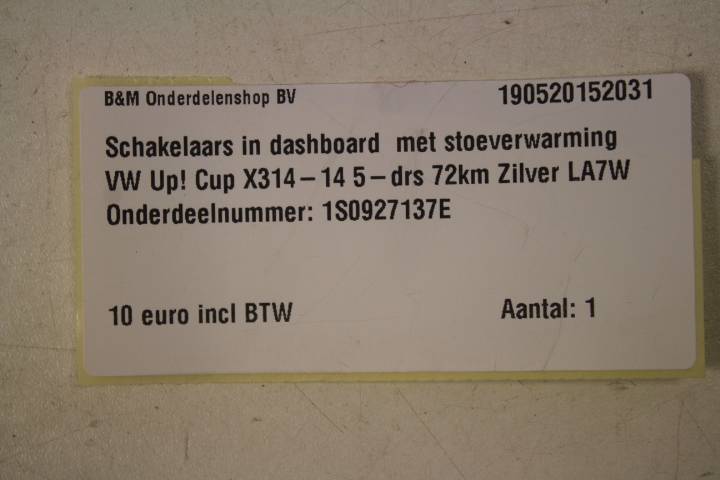 B&M Onderdelenshop BV 190520152031
Schakelaars in dashboard met stoeverwarming
VW Up! Cup X314-14 5-drs 72km Zilver LA7W
Onderdeelnummer: 1S0927137E
10 euro incl BTW Aantal: 1